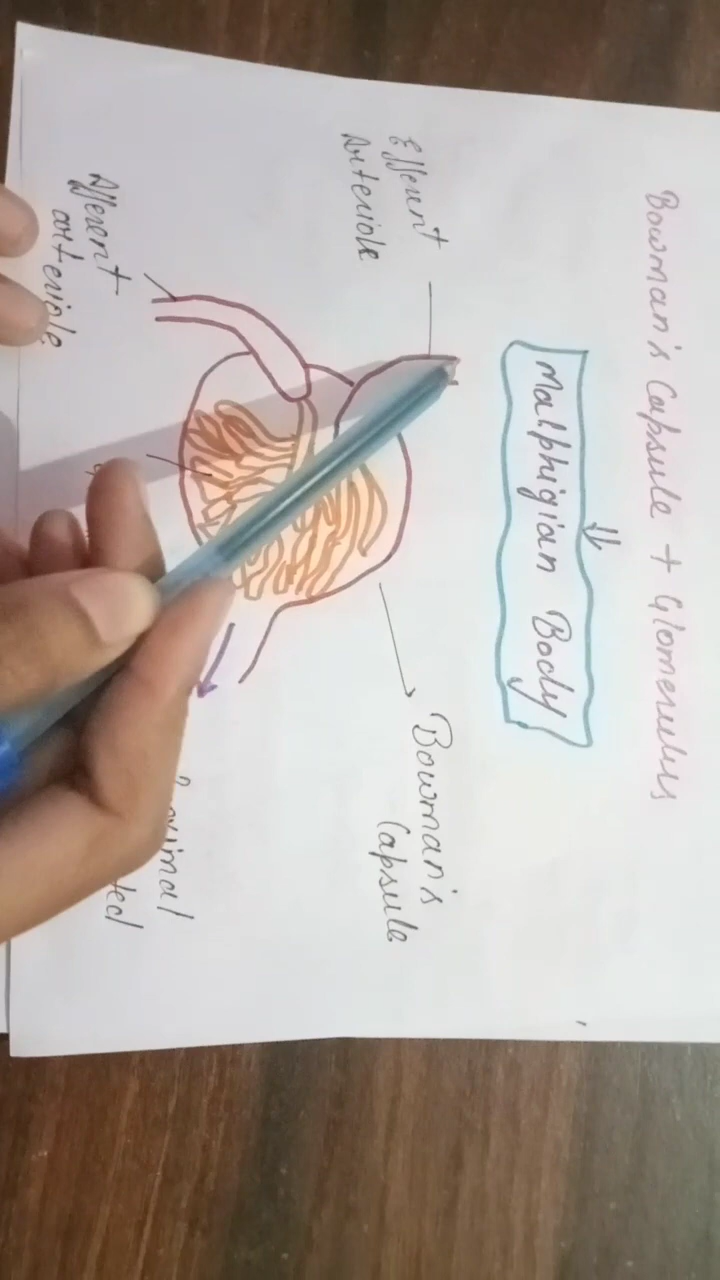 Bowman's Capsule + Glomerulus
⇓
Malphigian Body
Efferent
Arteriole
Afferent
arteriole
Bowman's
Capsule